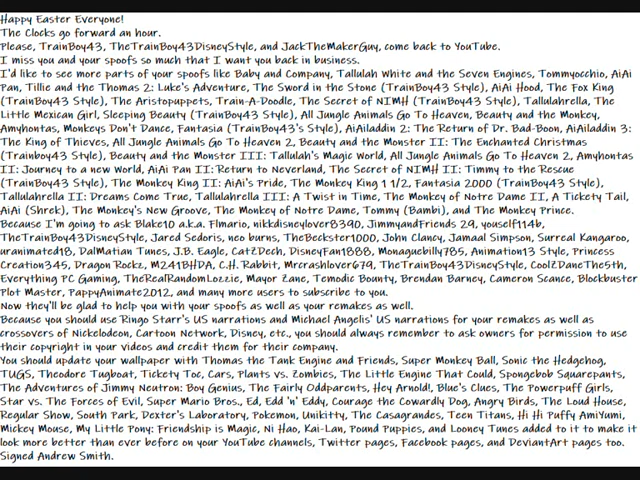 Happy Easter Everyone!
The Clocks go forward an hour.
Please, TrainBoy43, TheTrainBoy43DisneyStyle, and JackTheMakerGuy, come back to YouTube.
I miss you and your spoofs so much that I want you back in business.
I'd like to see more parts of your spoofs like Baby and Company, Tallulah White and the Seven Engines, Tommyocchio, AiAi
Pan, Tillie and the Thomas 2: Luke's Adventure, The Sword in the Stone (TrainBoy43 Style), AiAi Hood, The Fox King
(TrainBoy43 Style), The Aristopuppets, Train-A-Doodle, The Secret of NIMH (TrainBoy43 Style), Tallulahrella, The
Little Mexican Girl, Sleeping Beauty (TrainBoy43 Style), All Jungle Animals Go To Heaven, Beauty and the Monkey,
Amyhontas, Monkeys Don't Dance, Fantasia (TrainBoy43's Style), AiAiladdin 2: The Return of Dr. Bad-Boon, AiAiladdin 3:
The King of Thieves, All Jungle Animals Go To Heaven 2, Beauty and the Monster II: The Enchanted Christmas
(Trainboy43 Style), Beauty and the Monster III: Tallulah's Magic World, All Jungle Animals Go To Heaven 2, Amyhontas
II: Journey to a new World, AiAi Pan II: Return to Neverland, The Secret of NIMH II: Timmy to the Rescue
(TrainBoy43 Style), The Monkey King II: AiAi's Pride, The Monkey King 1 1/2, Fantasia 2000 (TrainBoy43 Style),
Tallulahrella II: Dreams Come True, Tallulahrella III: A Twist in Time, The Monkey of Notre Dame II, A Tickety Tail,
AiAi (Shrek), The Monkey's New Groove, The Monkey of Notre Dame, Tommy (Bambi), and The Monkey Prince.
Because I'm going to ask Blake10 a.k.a. Flmario, nikkdisneylover8390, JimmyandFriends 29, youself114b,
TheTrainBoy43DisneyStyle, Jared Sedoris, neo burns, TheBeckster1000, John Clancy, Jamaal Simpson, Surreal Kangaroo,
uranimated18, DalMatian Tunes, J.B. Eagle, CatzDech, DisneyFan1888, Monaguebilly785, Animation13 Style, Princess
Creation345, Dragon Rockz, M241BHDA, C.H. Rabbit, Mrcrashlover679, TheTrainBoy43DisneyStyle, CoolZDaneThe5th,
Everything PC Gaming, TheRealRandomLozzie, Mayor Zane, Temodic Bounty, Brendan Barney, Cameron Scance, Blockbuster
Plot Master, PappyAnimate2012, and many more users to subscribe to you.
Now they'll be glad to help you with your spoofs as well as your remakes as well.
Because you should use Ringo Starr's US narrations and Michael Angelis' US narrations for your remakes as well as
crossovers of Nickelodeon, Cartoon Network, Disney, etc., you should always remember to ask owners for permission to use
their copyright in your videos and credit them for their company.
You should update your wallpaper with Thomas the Tank Engine and Friends, Super Monkey Ball, Sonic the Hedgehog,
TUGS, Theodore Tugboat, Tickety Toc, Cars, Plants vs. Zombies, The Little Engine That Could, Spongebob Squarepants,
The Adventures of Jimmy Neutron: Boy Genius, The Fairly Oddparents, Hey Arnold!, Blue's Clues, The Powerpuff Girls,
Star vs. The Forces of Evil, Super Mario Bros., Ed, Edd 'n' Eddy, Courage the Cowardly Dog, Angry Birds, The Loud House,
Regular Show, South Park, Dexter's Laboratory, Pokemon, Unikitty, The Casagrandes, Teen Titans, Hi Hi Puffy AmiYumi,
Mickey Mouse, My Little Pony: Friendship is Magic, Ni Hao, Kai-Lan, Pound Puppies, and Looney Tunes added to it to make it
look more better than ever before on your YouTube channels, Twitter pages, Facebook pages, and DeviantArt pages too.
Signed Andrew Smith.